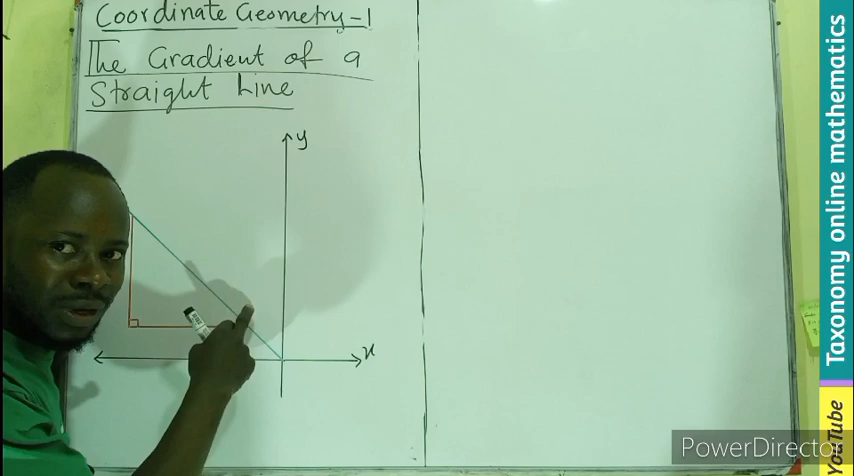 Coordinate Geometry-1
The Gradient of a
Straight Line
y
x
Taxonomy online mathematics
YouTube
PowerDirector